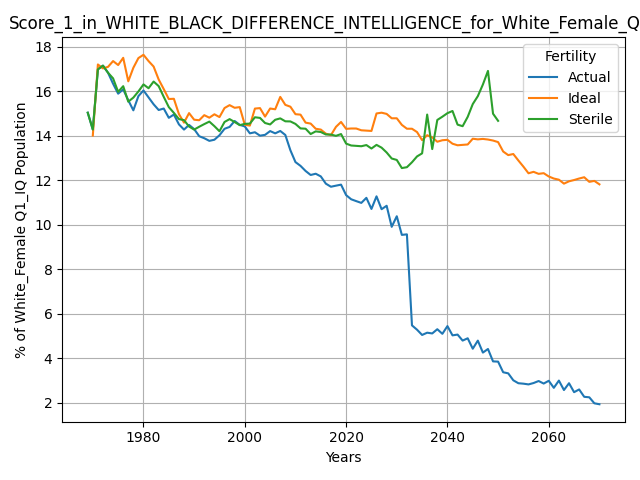 Score_1_in_WHITE_BLACK_DIFFERENCE_INTELLIGENCE_for_White_Female_Q
% of White_Female Q1_IQ Population
18
16
14
12
10
8
6
4
2
Fertility
Actual
Ideal
Sterile
1980
2000
2020
2040
2060
Years